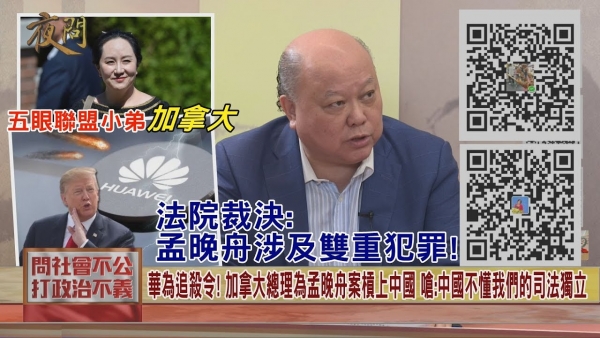 夜問
五眼聯盟小弟加拿大
HUAWEI
法院裁決:
孟晚舟涉及雙重犯罪!
問社會不公
打政治不義
華為追殺令! 加拿大總理為孟晚舟案槓上中國 嗆:中國不懂我們的司法獨立